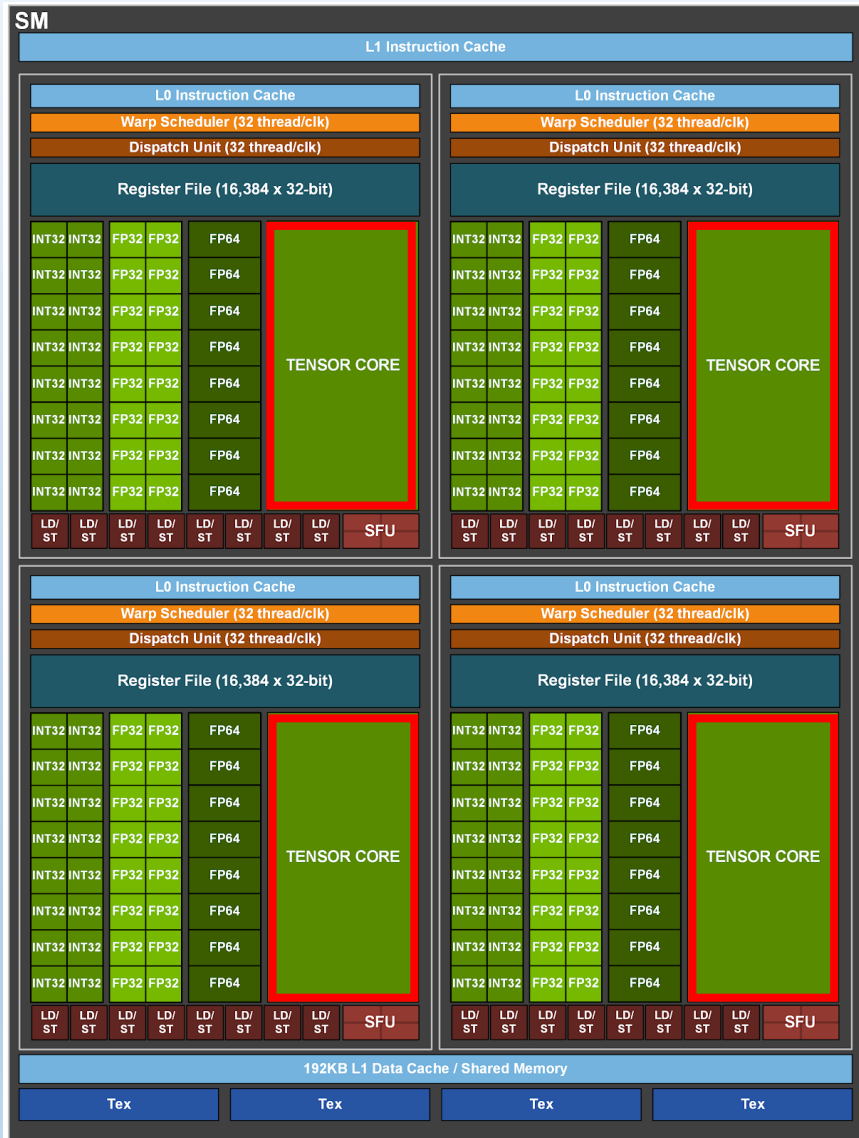 SM
L1 Instruction Cache
L0 Instruction Cache
Warp Scheduler (32 thread/clk)
Dispatch Unit (32 thread/clk)
Register File (16,384 x 32-bit)
INT32 INT32 FP32 FP32 FP64
INT32 INT32 FP32 FP32 FP64
INT32 INT32 FP32 FP32 FP64
INT32 INT32 FP32 FP32 FP64
INT32 INT32 FP32 FP32 FP64
INT32 INT32 FP32 FP32 FP64
INT32 INT32 FP32 FP32 FP64
INT32 INT32 FP32 FP32 FP64
TENSOR CORE
LD/ LD/ LD/ LD/ LD/ LD/ LD/ LD/
ST ST ST ST ST ST ST ST
SFU
L0 Instruction Cache
Warp Scheduler (32 thread/clk)
Dispatch Unit (32 thread/clk)
Register File (16,384 x 32-bit)
INT32 INT32 FP32 FP32 FP64
INT32 INT32 FP32 FP32 FP64
INT32 INT32 FP32 FP32 FP64
INT32 INT32 FP32 FP32 FP64
INT32 INT32 FP32 FP32 FP64
INT32 INT32 FP32 FP32 FP64
INT32 INT32 FP32 FP32 FP64
INT32 INT32 FP32 FP32 FP64
TENSOR CORE
LD/ LD/ LD/ LD/ LD/ LD/ LD/ LD/
ST ST ST ST ST ST ST ST
SFU
L0 Instruction Cache
Warp Scheduler (32 thread/clk)
Dispatch Unit (32 thread/clk)
Register File (16,384 x 32-bit)
INT32 INT32 FP32 FP32 FP64
INT32 INT32 FP32 FP32 FP64
INT32 INT32 FP32 FP32 FP64
INT32 INT32 FP32 FP32 FP64
INT32 INT32 FP32 FP32 FP64
INT32 INT32 FP32 FP32 FP64
INT32 INT32 FP32 FP32 FP64
INT32 INT32 FP32 FP32 FP64
TENSOR CORE
LD/ LD/ LD/ LD/ LD/ LD/ LD/ LD/
ST ST ST ST ST ST ST ST
SFU
L0 Instruction Cache
Warp Scheduler (32 thread/clk)
Dispatch Unit (32 thread/clk)
Register File (16,384 x 32-bit)
INT32 INT32 FP32 FP32 FP64
INT32 INT32 FP32 FP32 FP64
INT32 INT32 FP32 FP32 FP64
INT32 INT32 FP32 FP32 FP64
INT32 INT32 FP32 FP32 FP64
INT32 INT32 FP32 FP32 FP64
INT32 INT32 FP32 FP32 FP64
INT32 INT32 FP32 FP32 FP64
TENSOR CORE
LD/ LD/ LD/ LD/ LD/ LD/ LD/ LD/
ST ST ST ST ST ST ST ST
SFU
192KB L1 Data Cache / Shared Memory
Tex Tex Tex Tex